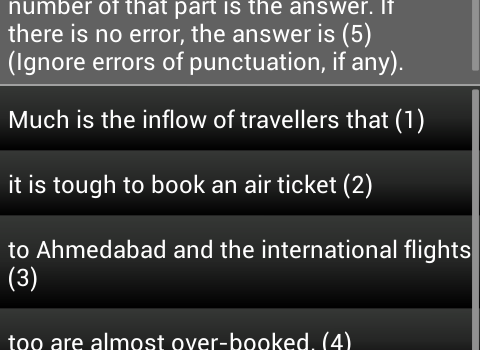 number of that part is the answer. If
there is no error, the answer is (5)
(Ignore errors of punctuation, if any).
Much is the inflow of travellers that (1)
it is tough to book an air ticket (2)
to Ahmedabad and the international flights
(3)
too are almost over-booked. (4)